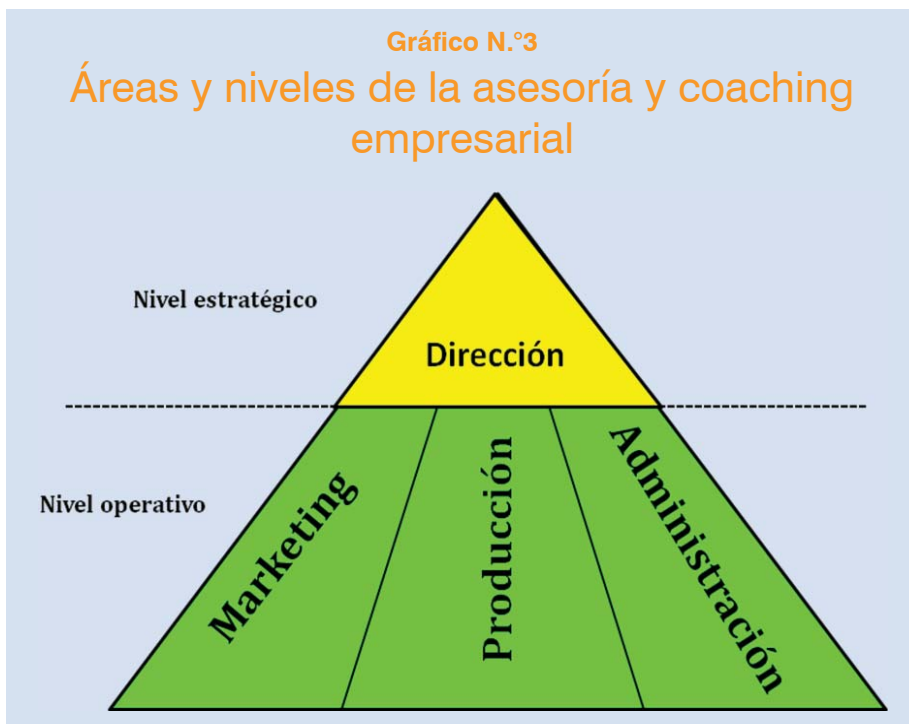 Gráfico N.°3
Áreas y niveles de la asesoría y coaching
empresarial
Nivel estratégico
Dirección
Nivel operativo
Marketing
Producción
Administración